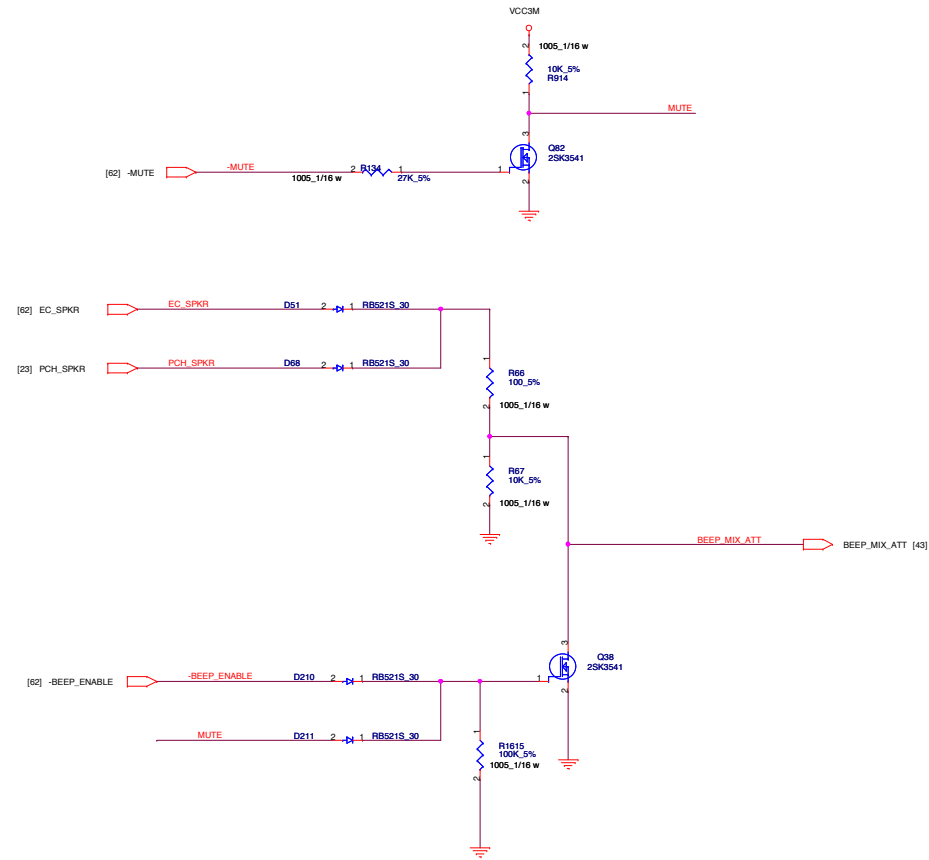 VCC3M
2
1005_1/16 w
10K_5%
R914
1
MUTE
3
Q82
2SK3541
[62] -MUTE
-MUTE
2
R134
1
1
1005_1/16 w
27K_5%
2
[62] EC_SPKR
EC_SPKR
D51
2
1
RB521S_30
[23] PCH_SPKR
PCH_SPKR
D68
2
1
RB521S_30
1
R66
100_5%
2
1005_1/16 w
1
R67
10K_5%
2
1005_1/16 w
BEEP_MIX_ATT
BEEP_MIX_ATT [43]
3
Q38
2SK3541
[62] -BEEP_ENABLE
-BEEP_ENABLE
D210
2
1
RB521S_30
1
2
MUTE
D211
2
1
RB521S_30
1
R1615
100K_5%
1005_1/16 w
2